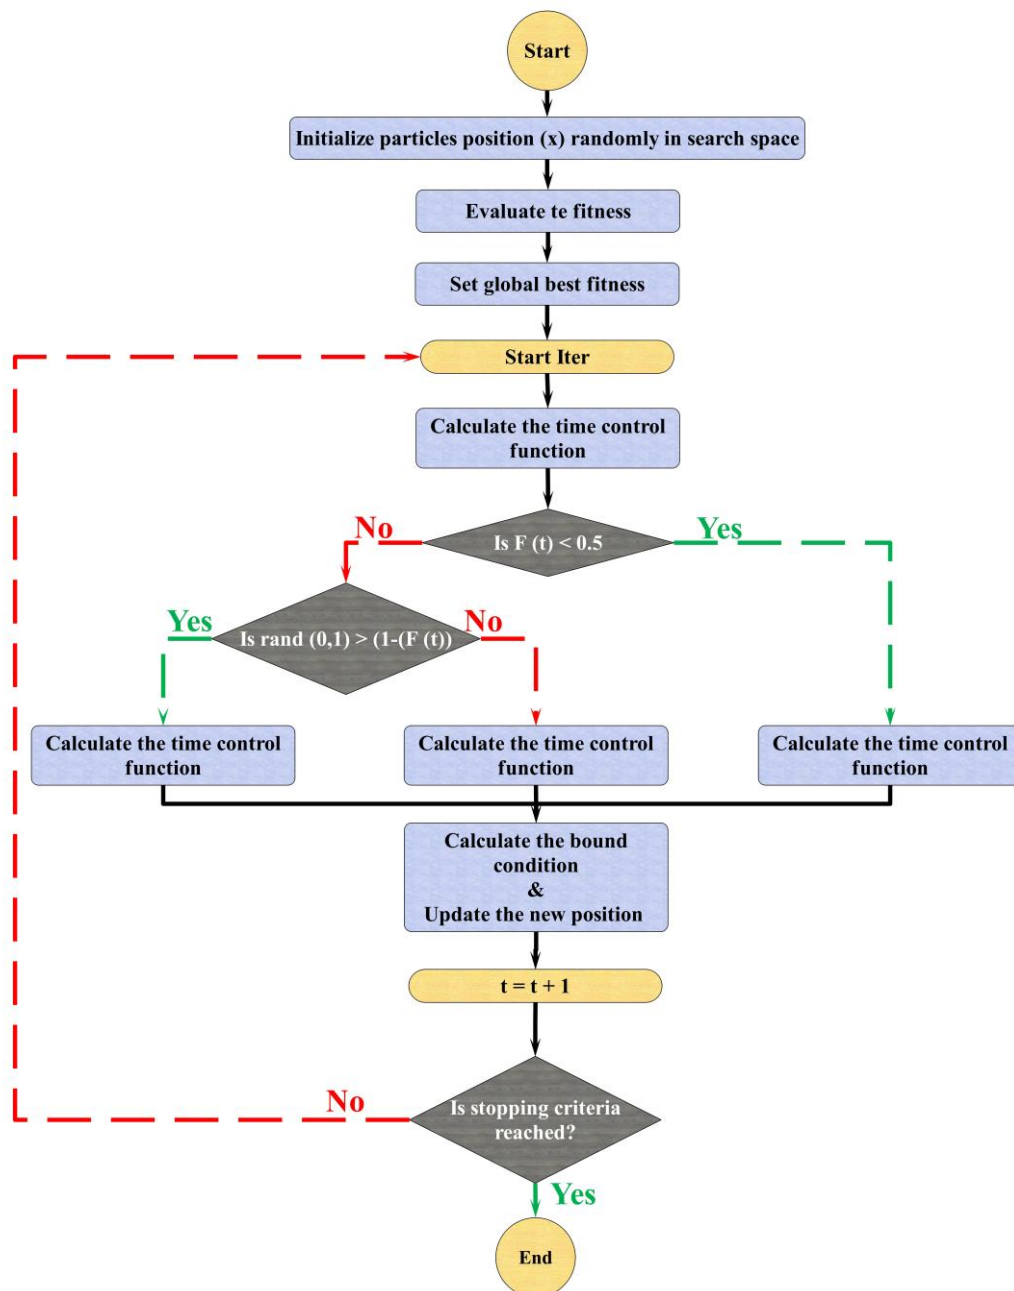 Start
Initialize particles position (x) randomly in search space
Evaluate te fitness
Set global best fitness
Start Iter
Calculate the time control
function
No
Is F (t) < 0.5
Yes
Yes
Is rand (0,1) > (1-(F (t))
No
Calculate the time control
function
Calculate the time control
function
Calculate the time control
function
Calculate the bound
condition
&
Update the new position
t = t + 1
No
Is stopping criteria
reached?
Yes
End